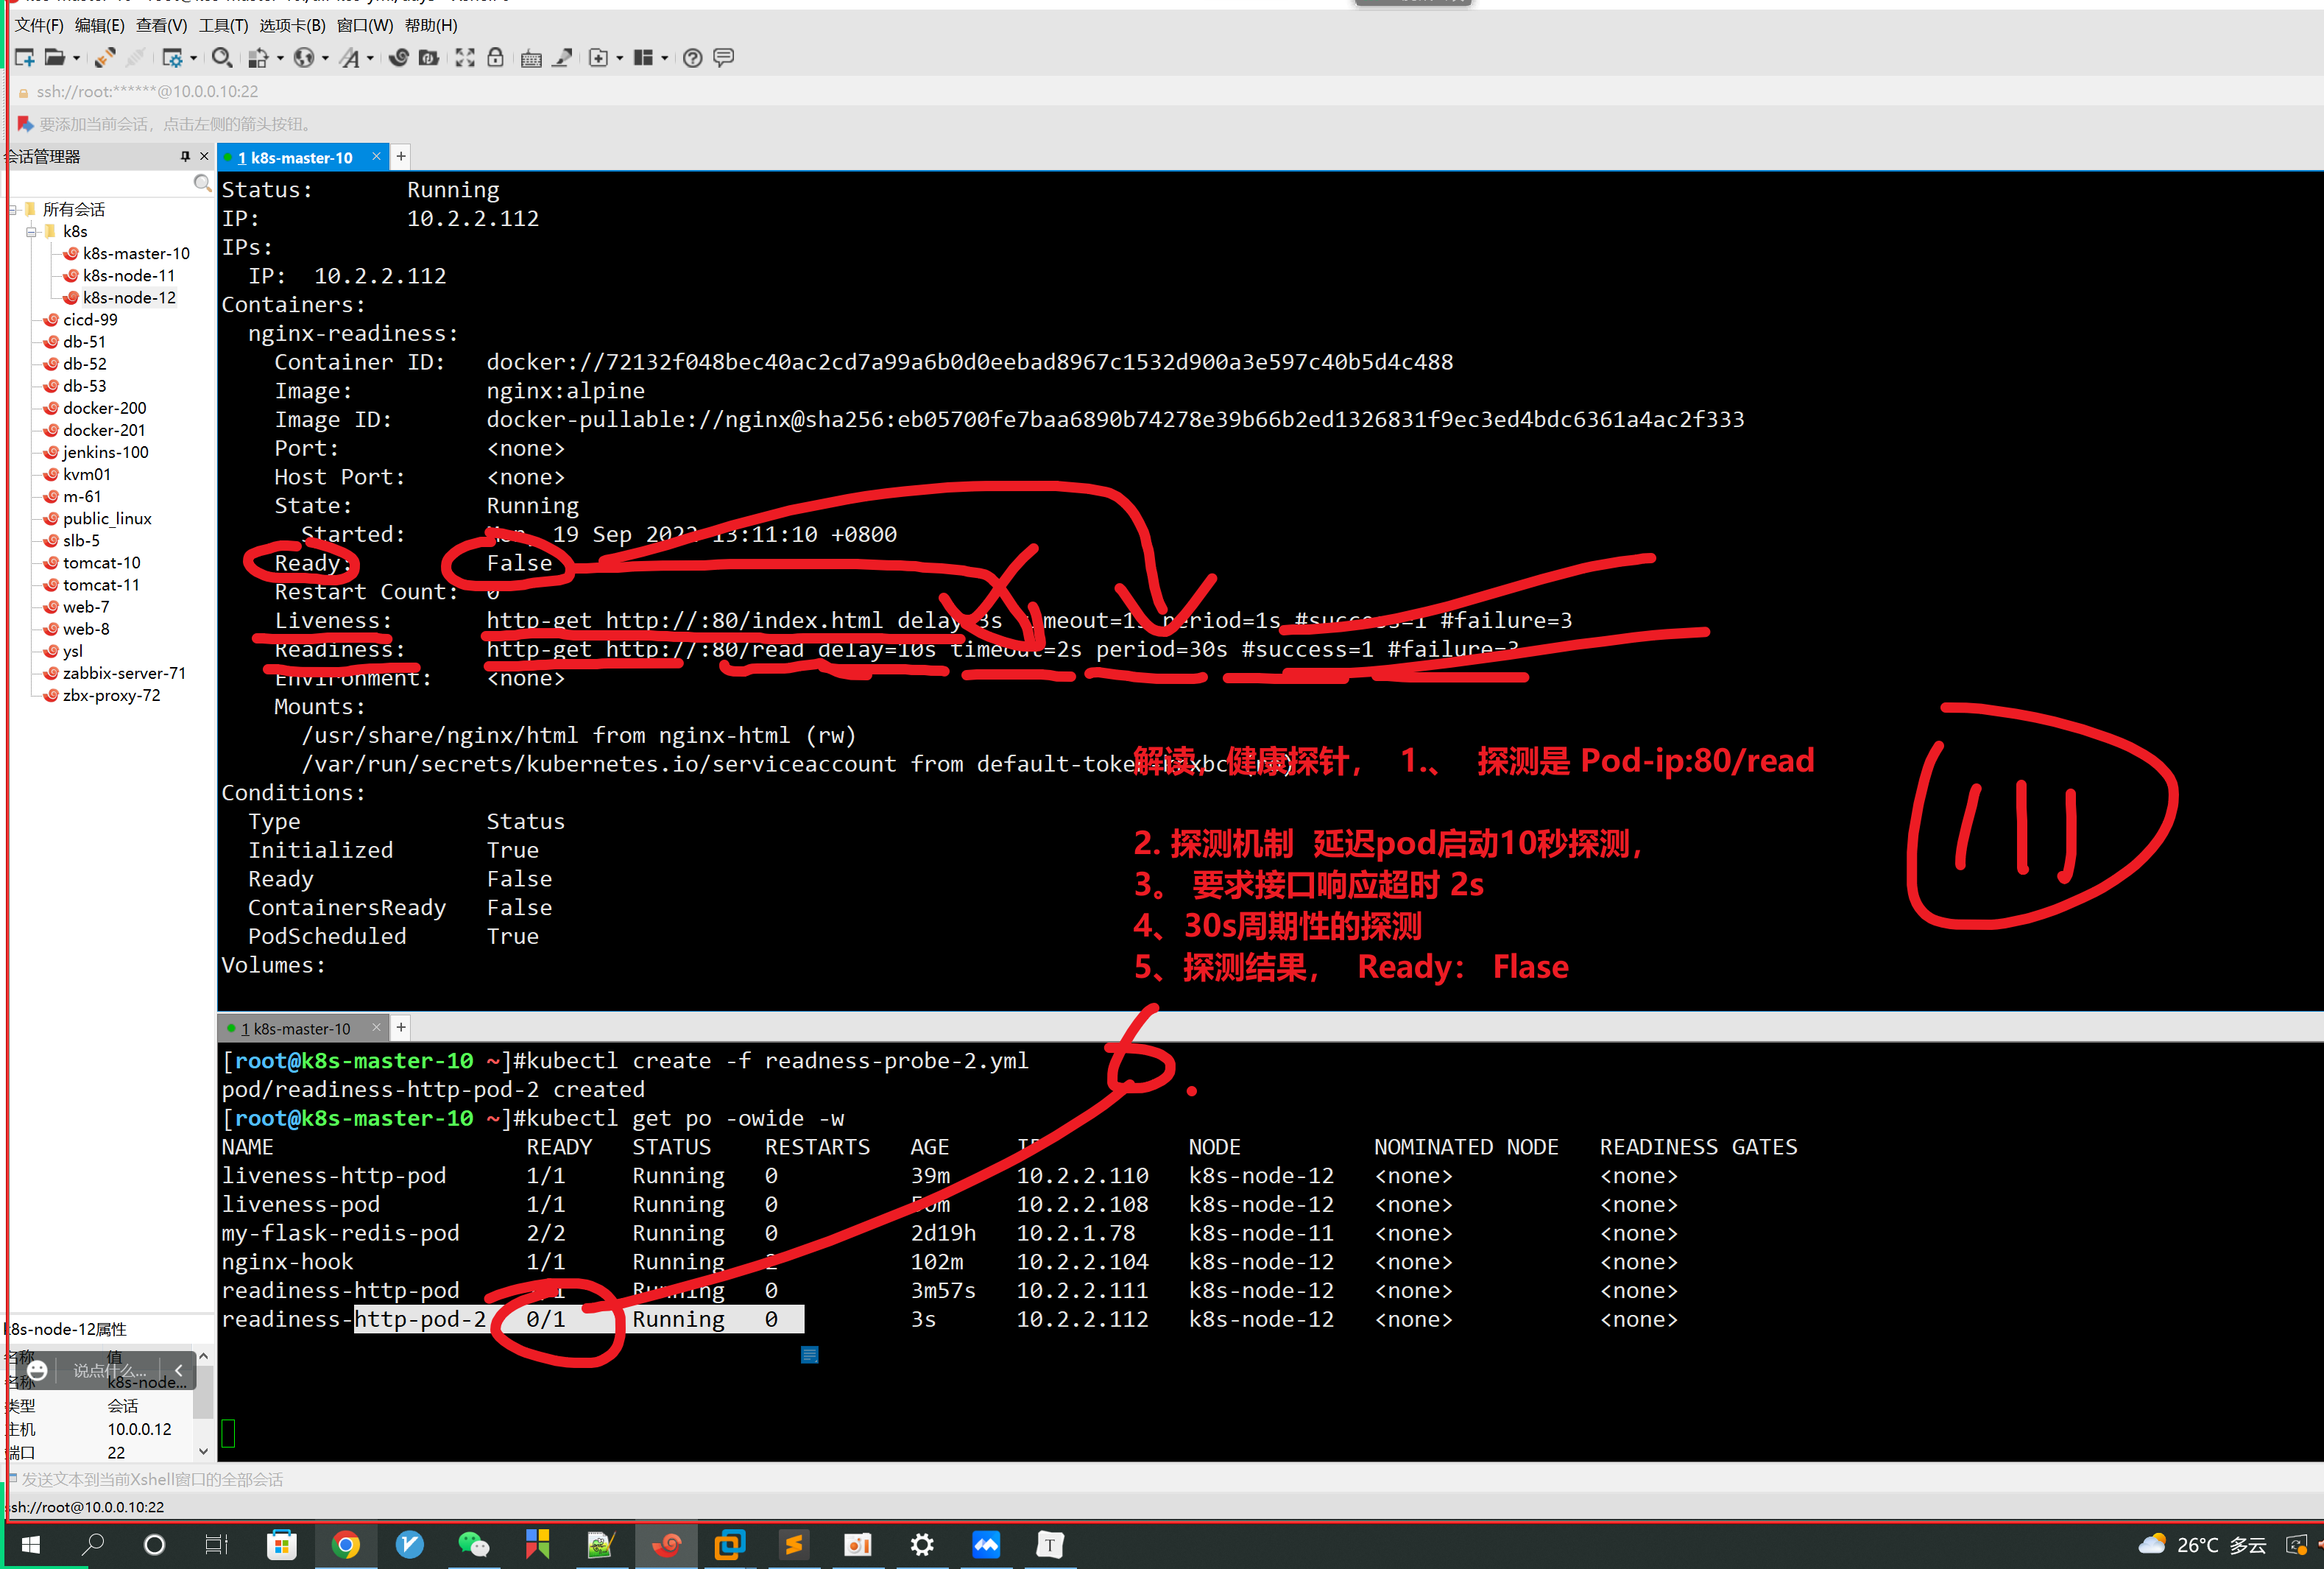 文件(F) 编辑(E) 查看(V) 工具(T) 选项卡(B) 窗口(W) 帮助(H)
ssh://root:******@10.0.0.10:22
要添加当前会话，点击左侧的箭头按钮。
会话管理器
1 k8s-master-10
所有会话
k8s
k8s-master-10
k8s-node-11
k8s-node-12
cicd-99
db-51
db-52
db-53
docker-200
docker-201
jenkins-100
kvm01
m-61
public_linux
slb-5
tomcat-10
tomcat-11
web-7
web-8
ysl
zabbix-server-71
zbx-proxy-72
Status: Running
IP: 10.2.2.112
IPs:
IP: 10.2.2.112
Containers:
nginx-readiness:
Container ID: docker://72132f048bec40ac2cd7a99a6b0d0eebad8967c1532d900a3e597c40b5d4c488
Image: nginx:alpine
Image ID: docker-pullable://nginx@sha256:eb05700fe7baa6890b74278e39b66b2ed1326831f9ec3ed4bdc6361a4ac2f333
Port: <none>
Host Port: <none>
State: Running
Started: Mon, 19 Sep 2022 13:11:10 +0800
Ready: False
Restart Count: 0
Liveness: http-get http://:80/index.html delay=3s timeout=1s period=1s #success=1 #failure=3
Readiness: http-get http://:80/read delay=10s timeout=2s period=30s #success=1 #failure=3
Environment: <none>
Mounts:
/usr/share/nginx/html from nginx-html (rw)
/var/run/secrets/kubernetes.io/serviceaccount from
解读，健康探针， 1.、 探测是 Pod-ip:80/read
Conditions:
Type Status
Initialized True
Ready False
ContainersReady False
PodScheduled True
Volumes:
2. 探测机制 延迟pod启动10秒探测，
3。 要求接口响应超时 2s
4、30s周期性的探测
5、探测结果， Ready： Flase
6.
1 k8s-master-10
[root@k8s-master-10 ~]#kubectl create -f readness-probe-2.yml
pod/readiness-http-pod-2 created
[root@k8s-master-10 ~]#kubectl get po -owide -w
NAME READY STATUS RESTARTS AGE IP NODE NOMINATED NODE READINESS GATES
liveness-http-pod 1/1 Running 0 39m 10.2.2.110 k8s-node-12 <none> <none>
liveness-pod 1/1 Running 0 50m 10.2.2.108 k8s-node-12 <none> <none>
my-flask-redis-pod 2/2 Running 0 2d19h 10.2.1.78 k8s-node-11 <none> <none>
nginx-hook 1/1 Running 2 102m 10.2.2.104 k8s-node-12 <none> <none>
readiness-http-pod 1/1 Running 0 3m57s 10.2.2.111 k8s-node-12 <none> <none>
readiness-http-pod-2 0/1 Running 0 3s 10.2.2.112 k8s-node-12 <none> <none>
k8s-node-12属性
名称 值
说点什么...
名称 k8s-node...
类型 会话
主机 10.0.0.12
端口 22
发送文本到当前Xshell窗口的全部会话
ssh://root@10.0.0.10:22
26°C 多云